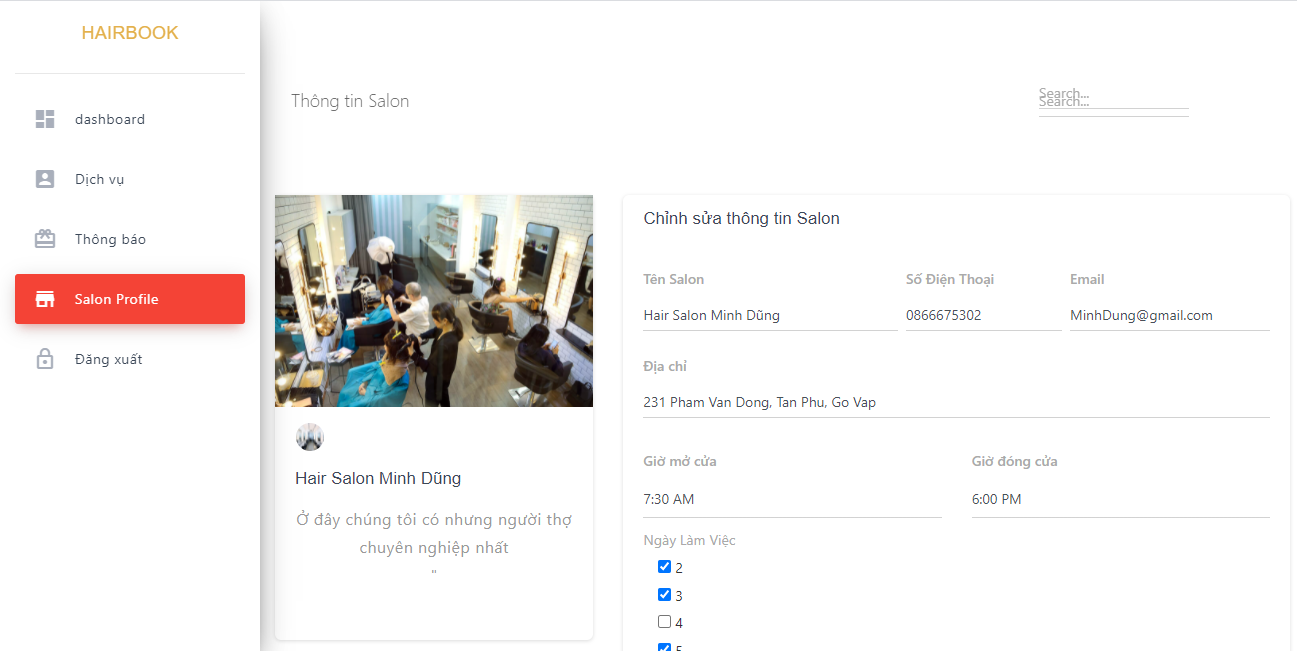 HAIRBOOK
dashboard
Dịch vụ
Thông báo
Salon Profile
Đăng xuất
Thông tin Salon
Search...
Search...
Hair Salon Minh Dũng
Ở đây chúng tôi có nhưng người thợ
chuyên nghiệp nhất
"
Chỉnh sửa thông tin Salon
Tên Salon Số Điện Thoại Email
Hair Salon Minh Dũng 0866675302 MinhDung@gmail.com
Địa chỉ
231 Pham Van Dong, Tan Phu, Go Vap
Giờ mở cửa Giờ đóng cửa
7:30 AM 6:00 PM
Ngày Làm Việc
2
3
4
5